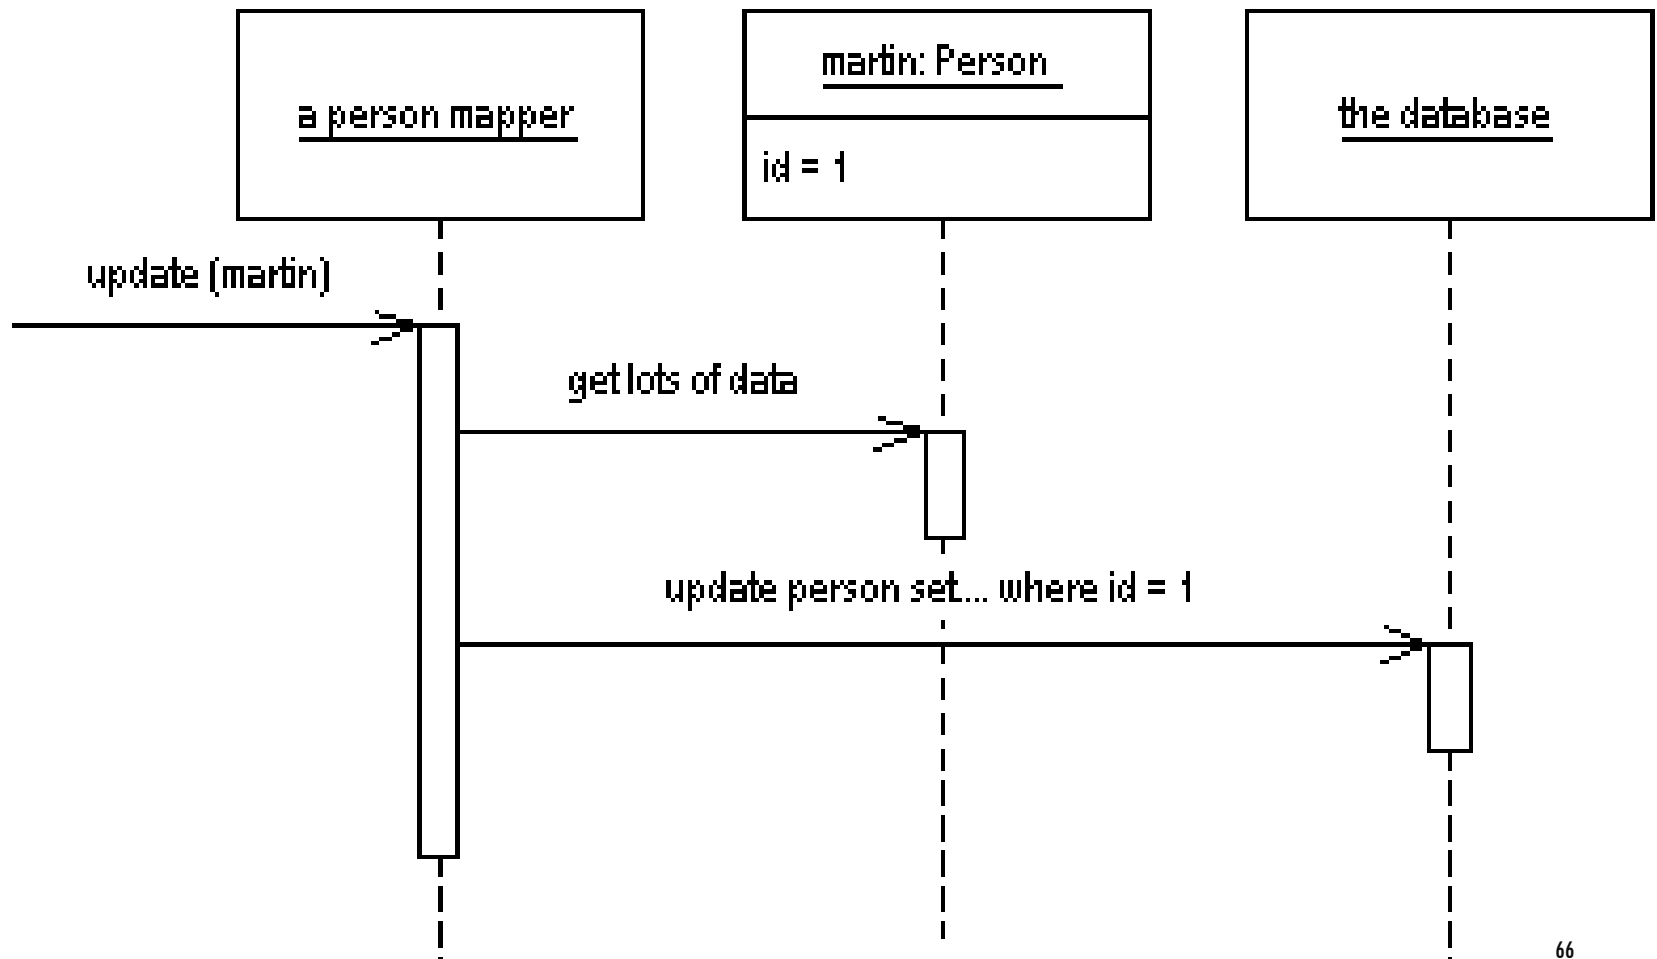 a person mapper
martin: Person
id = 1
the database
update (martin)
get lots of data
update person set... where id = 1
66